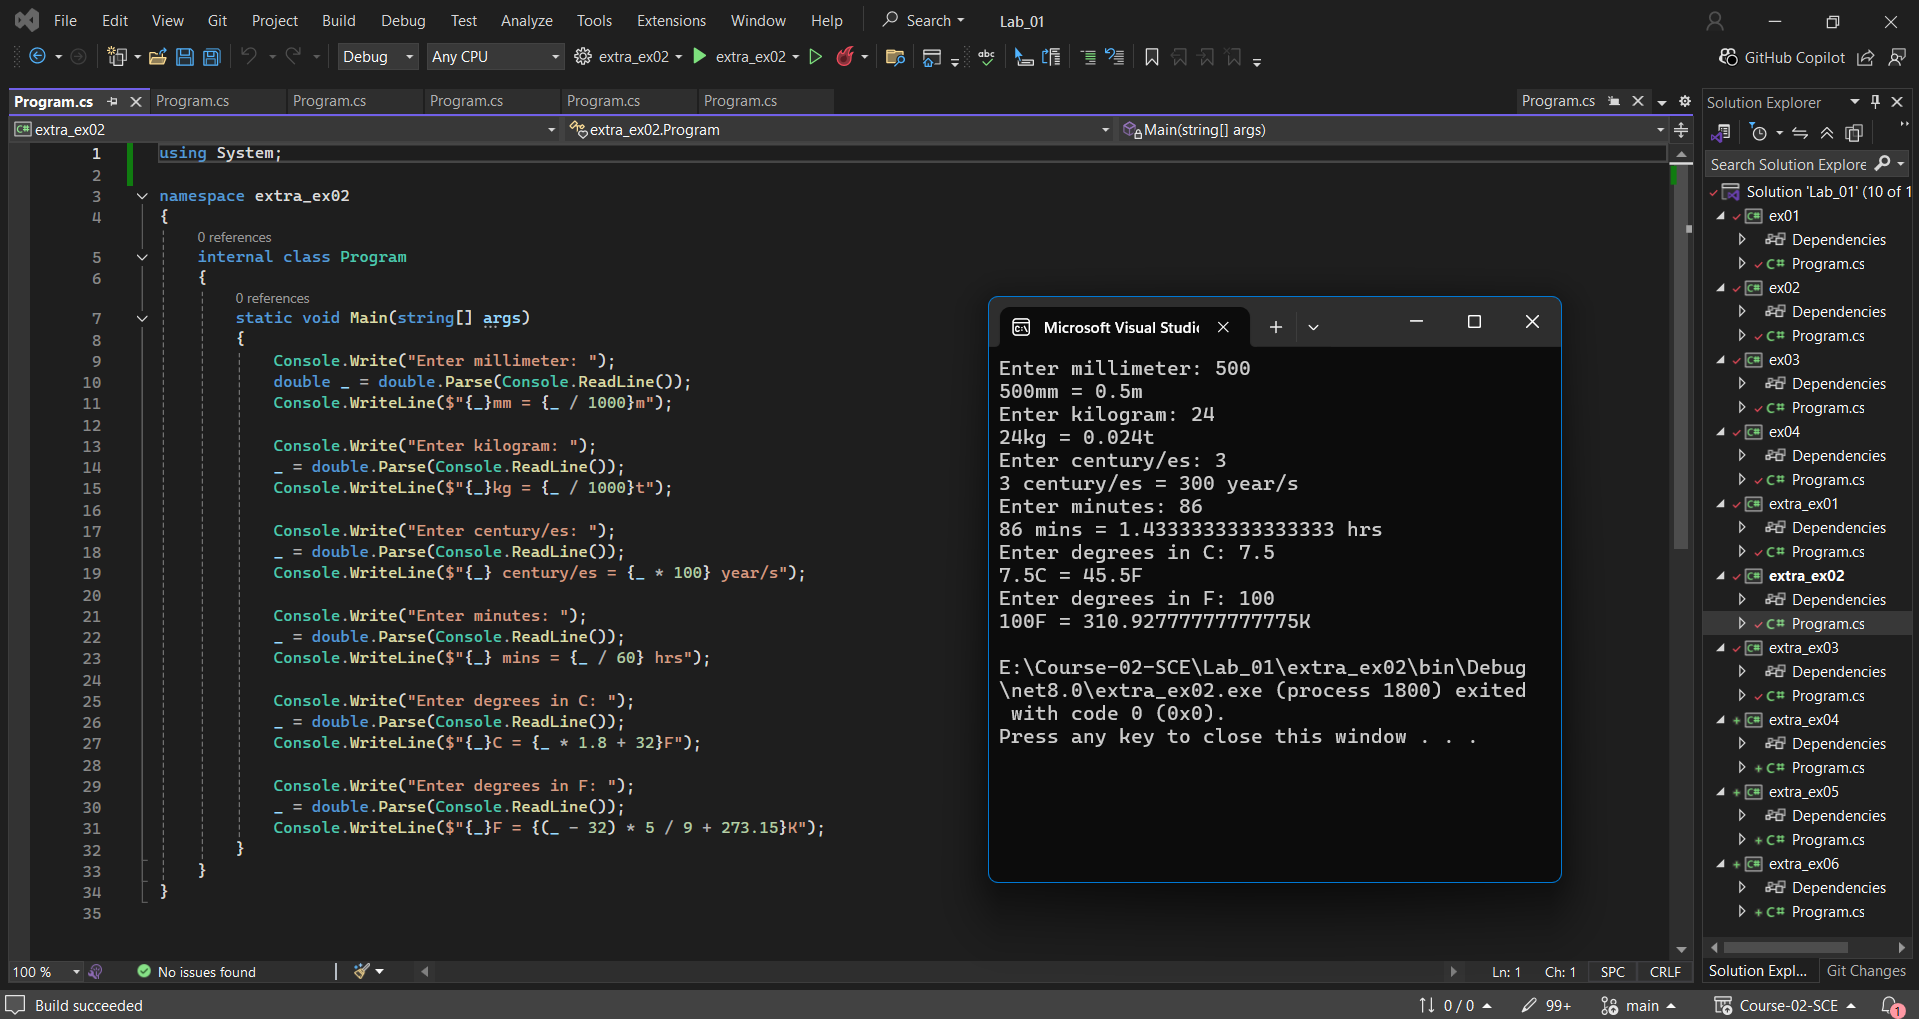 File Edit View Git Project Build Debug Test Analyze Tools Extensions Window Help Search Lab_01
Debug Any CPU extra_ex02 extra_ex02 abc GitHub Copilot
Program.cs Program.cs Program.cs Program.cs Program.cs Program.cs Program.cs
C# extra_ex02 extra_ex02.Program Main(string[] args)
1 using System;
2
3 namespace extra_ex02
4 {
0 references
5 internal class Program
6 {
0 references
7 static void Main(string[] args)
8 {
9 Console.Write("Enter millimeter: ");
10 double _ = double.Parse(Console.ReadLine());
11 Console.WriteLine($"{_}mm = {_ / 1000}m");
12
13 Console.Write("Enter kilogram: ");
14 _ = double.Parse(Console.ReadLine());
15 Console.WriteLine($"{_}kg = {_ / 1000}t");
16
17 Console.Write("Enter century/es: ");
18 _ = double.Parse(Console.ReadLine());
19 Console.WriteLine($"{_} century/es = {_ * 100} year/s");
20
21 Console.Write("Enter minutes: ");
22 _ = double.Parse(Console.ReadLine());
23 Console.WriteLine($"{_} mins = {_ / 60} hrs");
24
25 Console.Write("Enter degrees in C: ");
26 _ = double.Parse(Console.ReadLine());
27 Console.WriteLine($"{_}C = {_ * 1.8 + 32}F");
28
29 Console.Write("Enter degrees in F: ");
30 _ = double.Parse(Console.ReadLine());
31 Console.WriteLine($"{_}F = {(_ - 32) * 5 / 9 + 273.15}K");
32 }
33 }
34 }
35
Microsoft Visual Studi
Enter millimeter: 500
500mm = 0.5m
Enter kilogram: 24
24kg = 0.024t
Enter century/es: 3
3 century/es = 300 year/s
Enter minutes: 86
86 mins = 1.4333333333333333 hrs
Enter degrees in C: 7.5
7.5C = 45.5F
Enter degrees in F: 100
100F = 310.92777777777775K
E:\Course-02-SCE\Lab_01\extra_ex02\bin\Debug
\net8.0\extra_ex02.exe (process 1800) exited
with code 0 (0x0).
Press any key to close this window . . .
Solution Explorer
Search Solution Explore
Solution 'Lab_01' (10 of 1
C# ex01
Dependencies
C# Program.cs
C# ex02
Dependencies
C# Program.cs
C# ex03
Dependencies
C# Program.cs
C# ex04
Dependencies
C# Program.cs
C# extra_ex01
Dependencies
C# Program.cs
C# extra_ex02
Dependencies
C# Program.cs
C# extra_ex03
Dependencies
C# Program.cs
C# extra_ex04
Dependencies
C# Program.cs
C# extra_ex05
Dependencies
C# Program.cs
C# extra_ex06
Dependencies
C# Program.cs
Solution Expl... Git Changes
100 % No issues found Ln: 1 Ch: 1 SPC CRLF
Build succeeded 0 / 0 99+ main Course-02-SCE 1